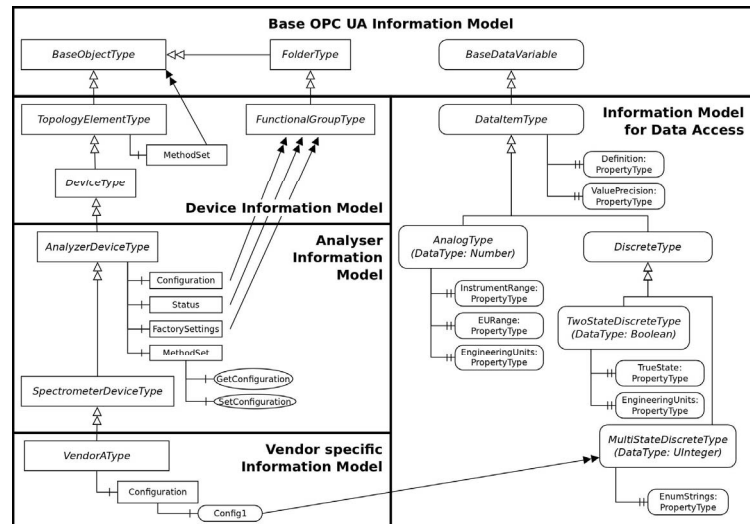 Base OPC UA Information Model
BaseObjectType
FolderType
BaseDataVariable
TopologyElementType
MethodSet
FunctionalGroupType
DeviceType
Device Information Model
Information Model
for Data Access
DataItemType
Definition:
PropertyType
ValuePrecision:
PropertyType
AnalogType
(DataType: Number)
InstrumentRange:
PropertyType
EURange:
PropertyType
EngineeringUnits:
PropertyType
DiscreteType
TwoStateDiscreteType
(DataType: Boolean)
TrueState:
PropertyType
EngineeringUnits:
PropertyType
MultiStateDiscreteType
(DataType: UInteger)
EnumStrings:
PropertyType
Analyser
Information
Model
AnalyzerDeviceType
Configuration
Status
FactorySettings
MethodSet
GetConfiguration
SetConfiguration
SpectrometerDeviceType
Vendor specific
Information Model
VendorAType
Configuration
Config1